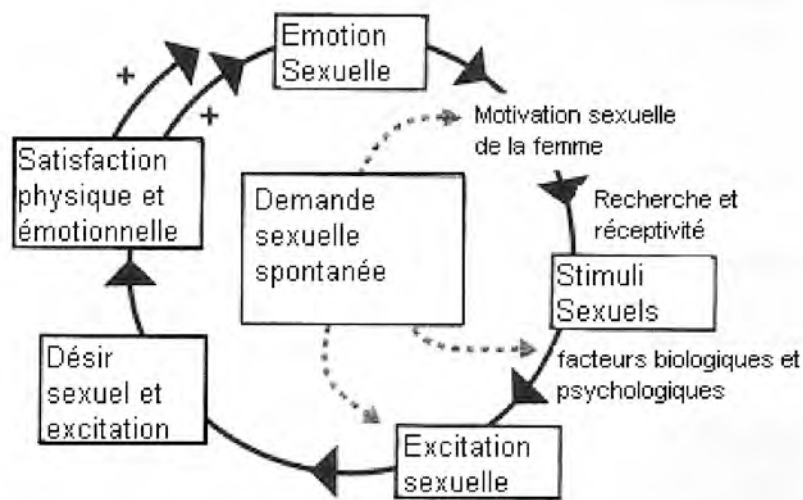 Emotion
Sexuelle
+
+
Motivation sexuelle
de la femme
Satisfaction
physique et
émotionnelle
Demande
sexuelle
spontanée
Recherche et
réceptivité
Stimuli
Sexuels
Désir
sexuel et
excitation
facteurs biologiques et
psychologiques
Excitation
sexuelle